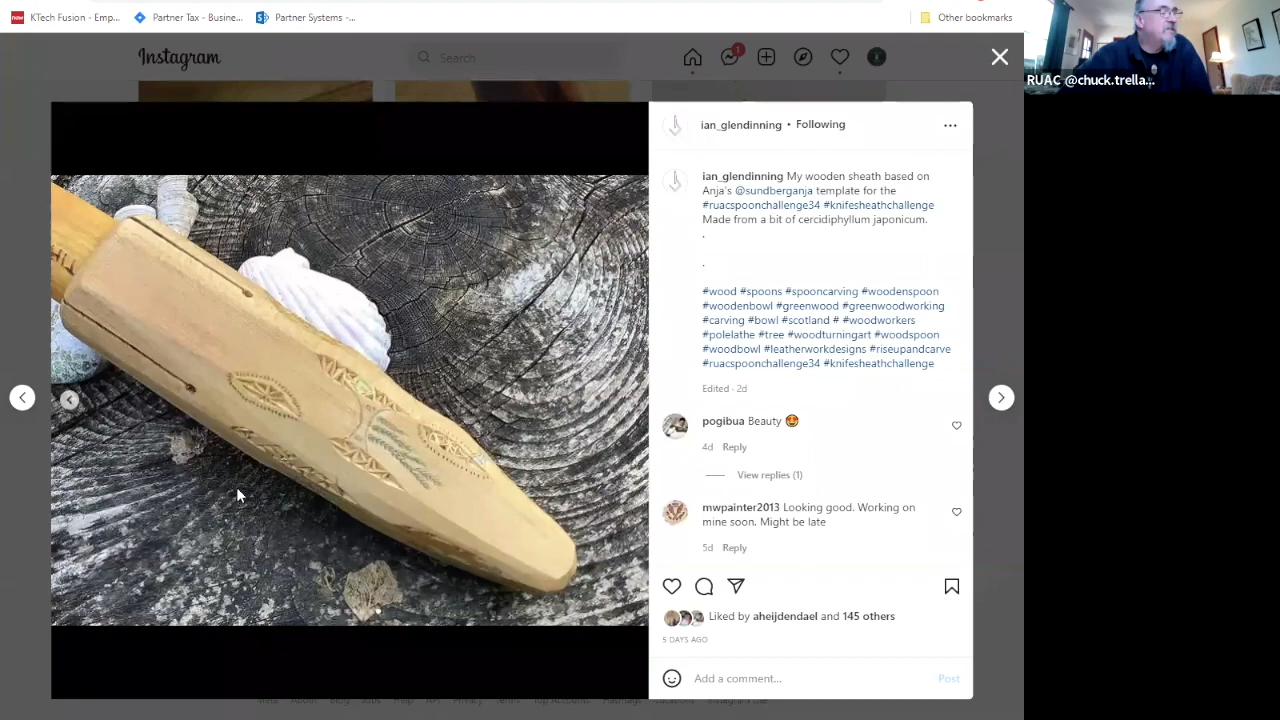 KTech Fusion - Emp...
Partner Tax - Busine...
Partner Systems -...
Other bookmarks
Instagram
Search
1
RUAC @chuck.trella...
ian_glendinning • Following
ian_glendinning My wooden sheath based on
Anja's @sundberganja template for the
#ruacspoonchallenge34 #knifesheathchallenge
Made from a bit of cercidiphyllum japonicum.
.
.
#wood #spoons #spooncarving #woodenspoon
#woodenbowl #greenwood #greenwoodworking
#carving #bowl #scotland # #woodworkers
#polelathe #tree #woodturningart #woodspoon
#woodbowl #leatherworkdesigns #riseupandcarve
#ruacspoonchallenge34 #knifesheathchallenge
Edited · 2d
pogibua Beauty 😍
4d Reply
View replies (1)
mwpainter2013 Looking good. Working on
mine soon. Might be late
5d Reply
Liked by aheijdendael and 145 others
5 DAYS AGO
Add a comment...
Post